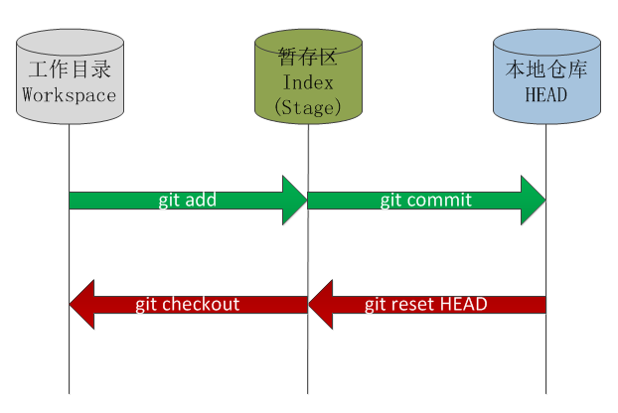 工作目录
Workspace
暂存区
Index
(Stage)
本地仓库
HEAD
git add
git commit
git checkout
git reset HEAD